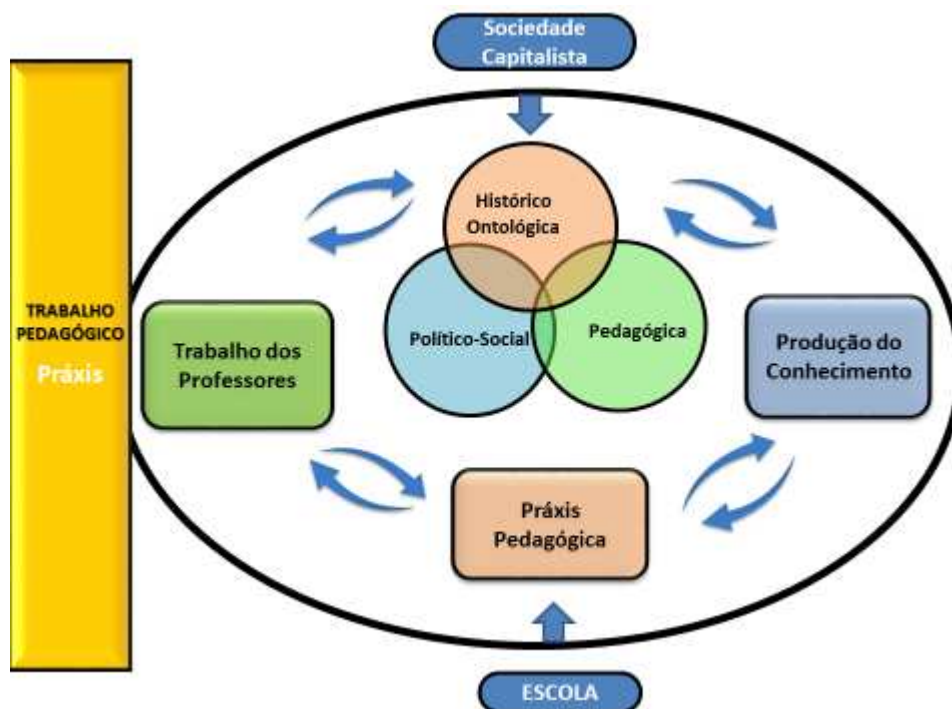 Sociedade
Capitalista
Histórico
Ontológica
TRABALHO
PEDAGÓGICO
Práxis
Trabalho dos
Professores
Político-Social
Pedagógica
Produção do
Conhecimento
Práxis
Pedagógica
ESCOLA